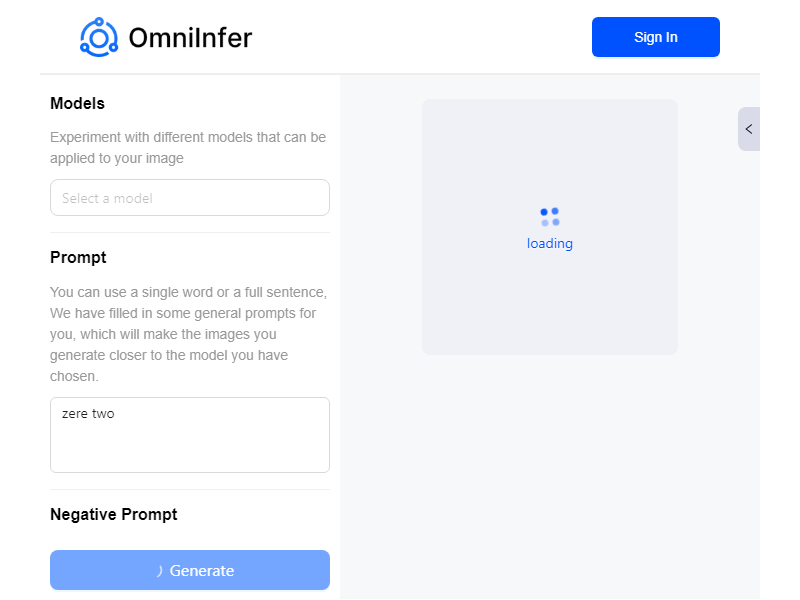 OmniInfer
Sign In
Models
Experiment with different models that can be
applied to your image
Select a model
Prompt
You can use a single word or a full sentence,
We have filled in some general prompts for
you, which will make the images you
generate closer to the model you have
chosen.
zere two
Negative Prompt
Generate
loading